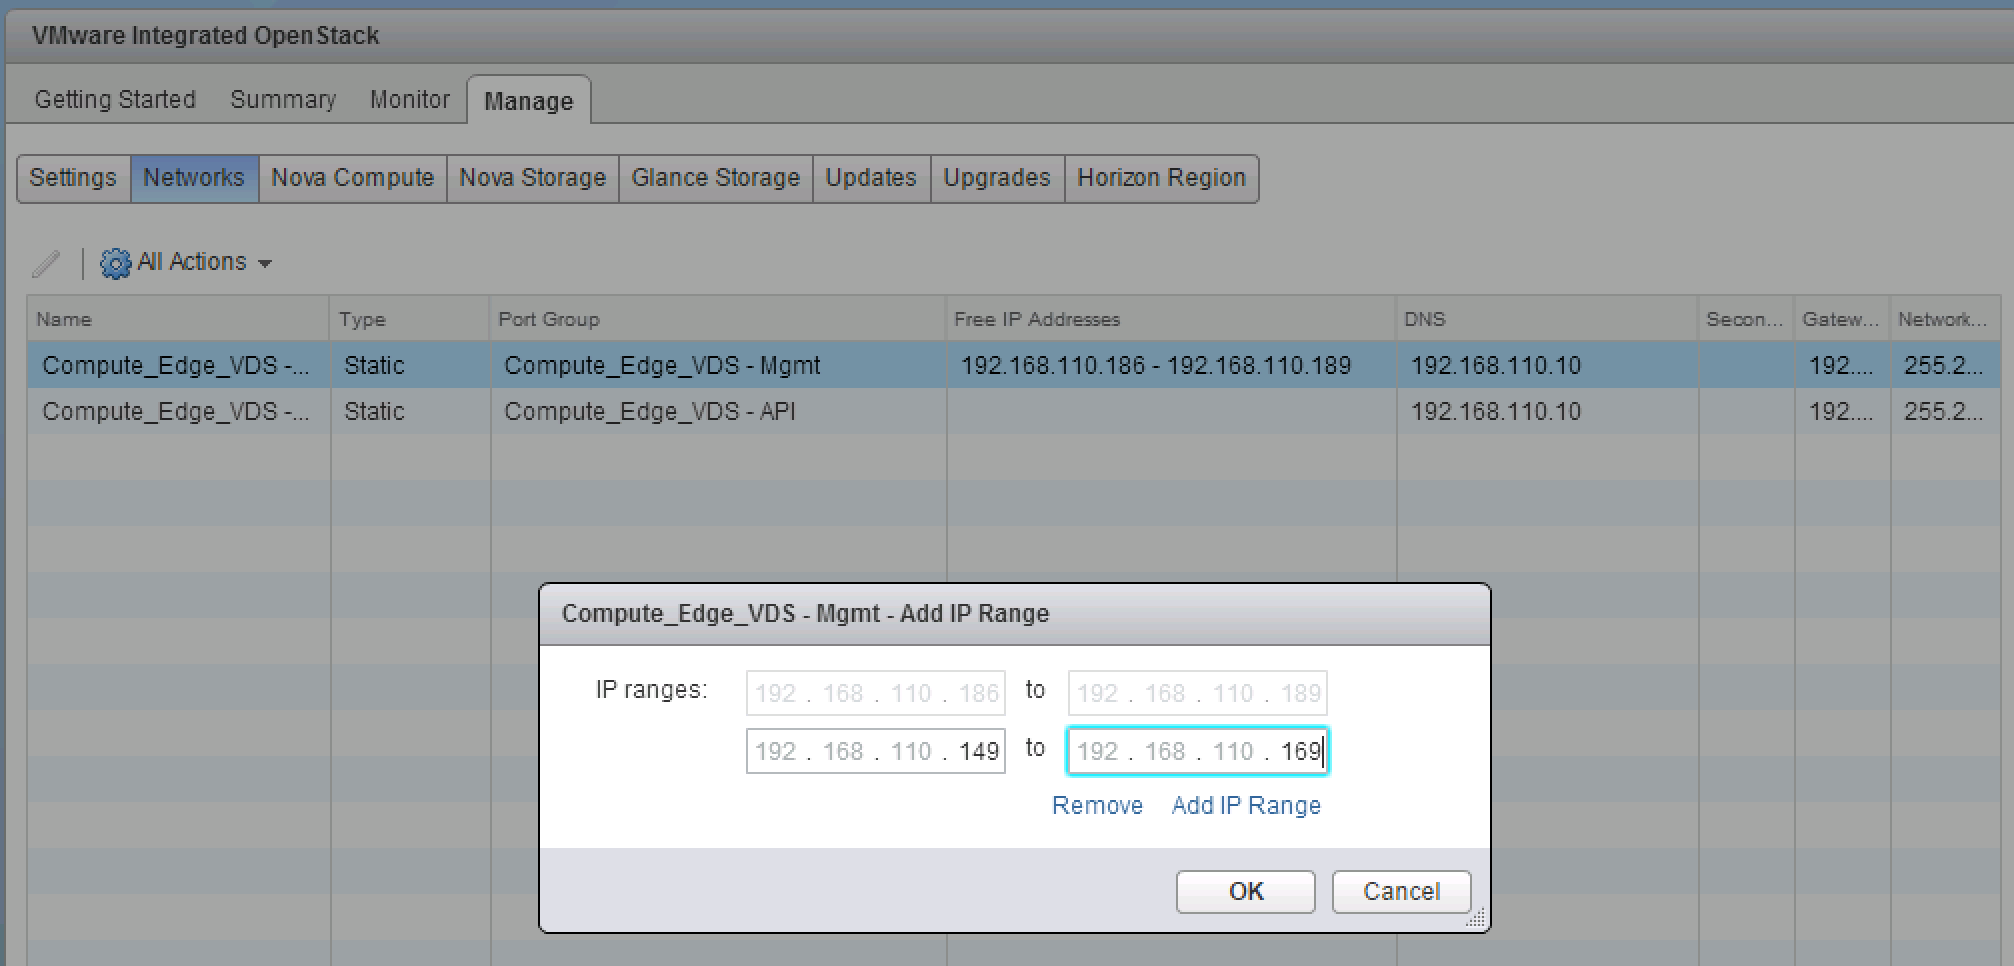 VMware Integrated OpenStack
Getting Started Summary Monitor Manage
Settings Networks Nova Compute Nova Storage Glance Storage Updates Upgrades Horizon Region
All Actions
Name Type Port Group Free IP Addresses DNS Secon... Gatew... Network...
Compute_Edge_VDS -... Static Compute_Edge_VDS - Mgmt 192.168.110.186 - 192.168.110.189 192.168.110.10 192.... 255.2...
Compute_Edge_VDS -... Static Compute_Edge_VDS - API 192.168.110.10 192.... 255.2...
Compute_Edge_VDS - Mgmt - Add IP Range
IP ranges: 192 . 168 . 110 . 186 to 192 . 168 . 110 . 189
192 . 168 . 110 . 149 to 192 . 168 . 110 . 169
Remove Add IP Range
OK Cancel